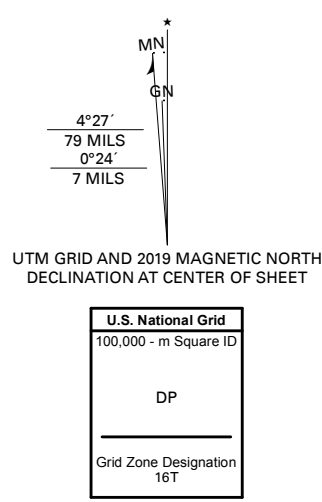 MN
GN
4°27´
79 MILS
0°24´
7 MILS
UTM GRID AND 2019 MAGNETIC NORTH
DECLINATION AT CENTER OF SHEET
U.S. National Grid
100,000 - m Square ID
DP
Grid Zone Designation
16T